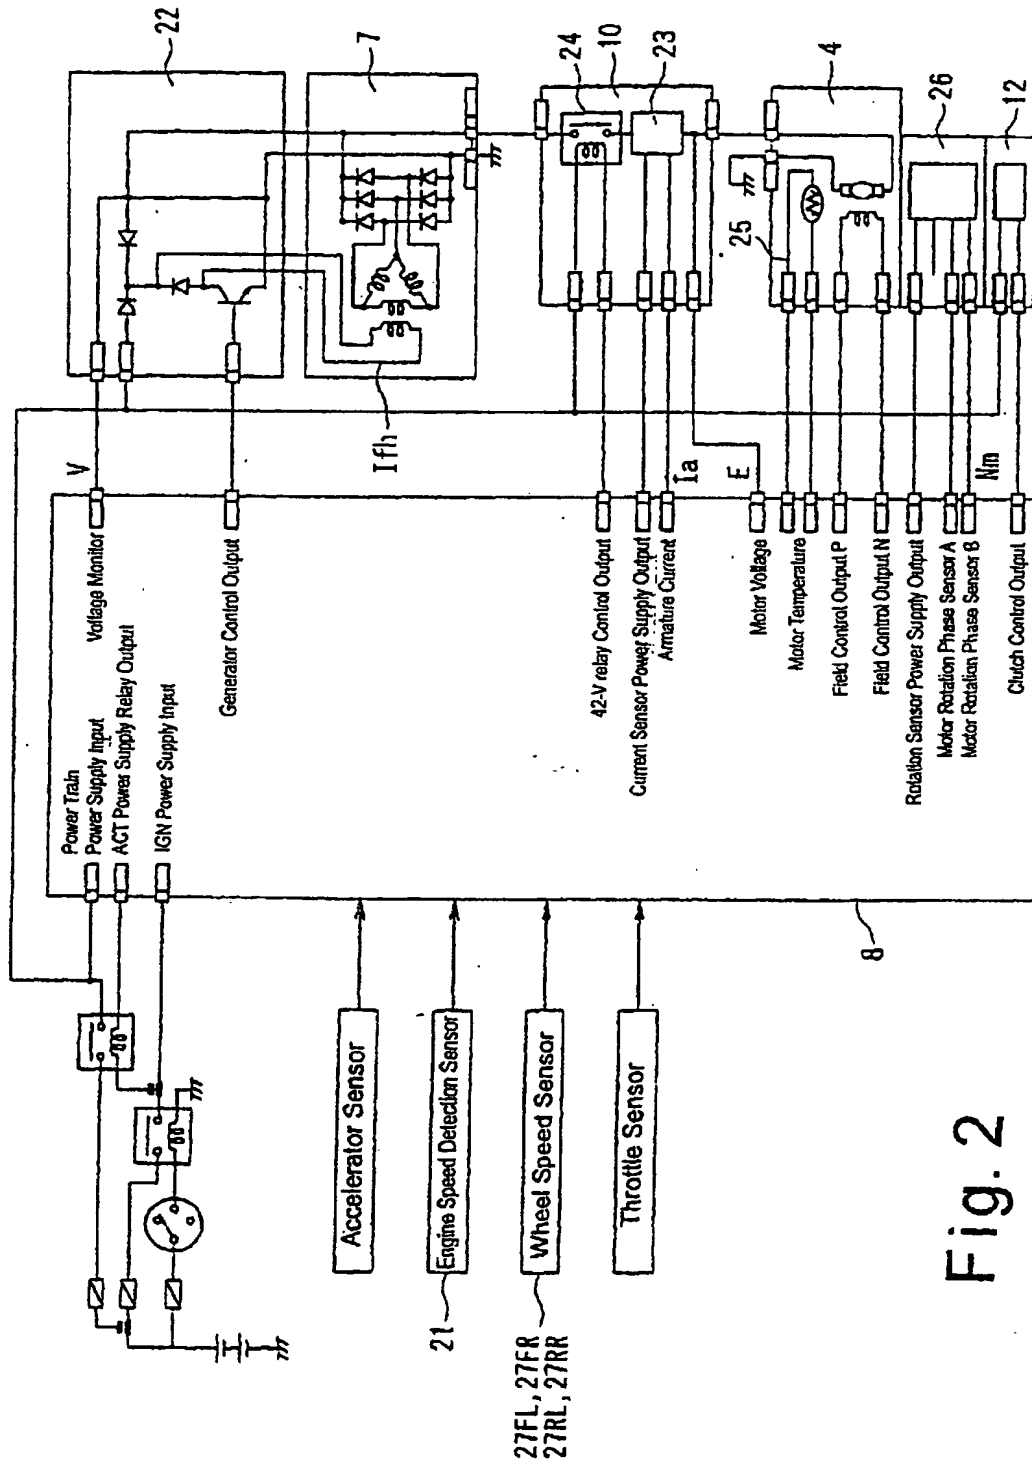 22
7
24
10
23
4
26
12
25
V
Ifh
Ia
E
Nm
Voltage Monitor
Generator Control Output
42-V relay Control Output
Current Sensor Power Supply Output
Armature Current
Motor Voltage
Motor Temperature
Field Control Output P
Field Control Output N
Rotation Sensor Power Supply Output
Motor Rotation Phase Sensor A
Motor Rotation Phase Sensor B
Clutch Control Output
Power Train
Power Supply Input
ACT Power Supply Relay Output
IGN Power Supply Input
8
Accelerator Sensor
Engine Speed Detection Sensor
Wheel Speed Sensor
Throttle Sensor
21
27FL, 27FR
27RL, 27RR
Fig. 2